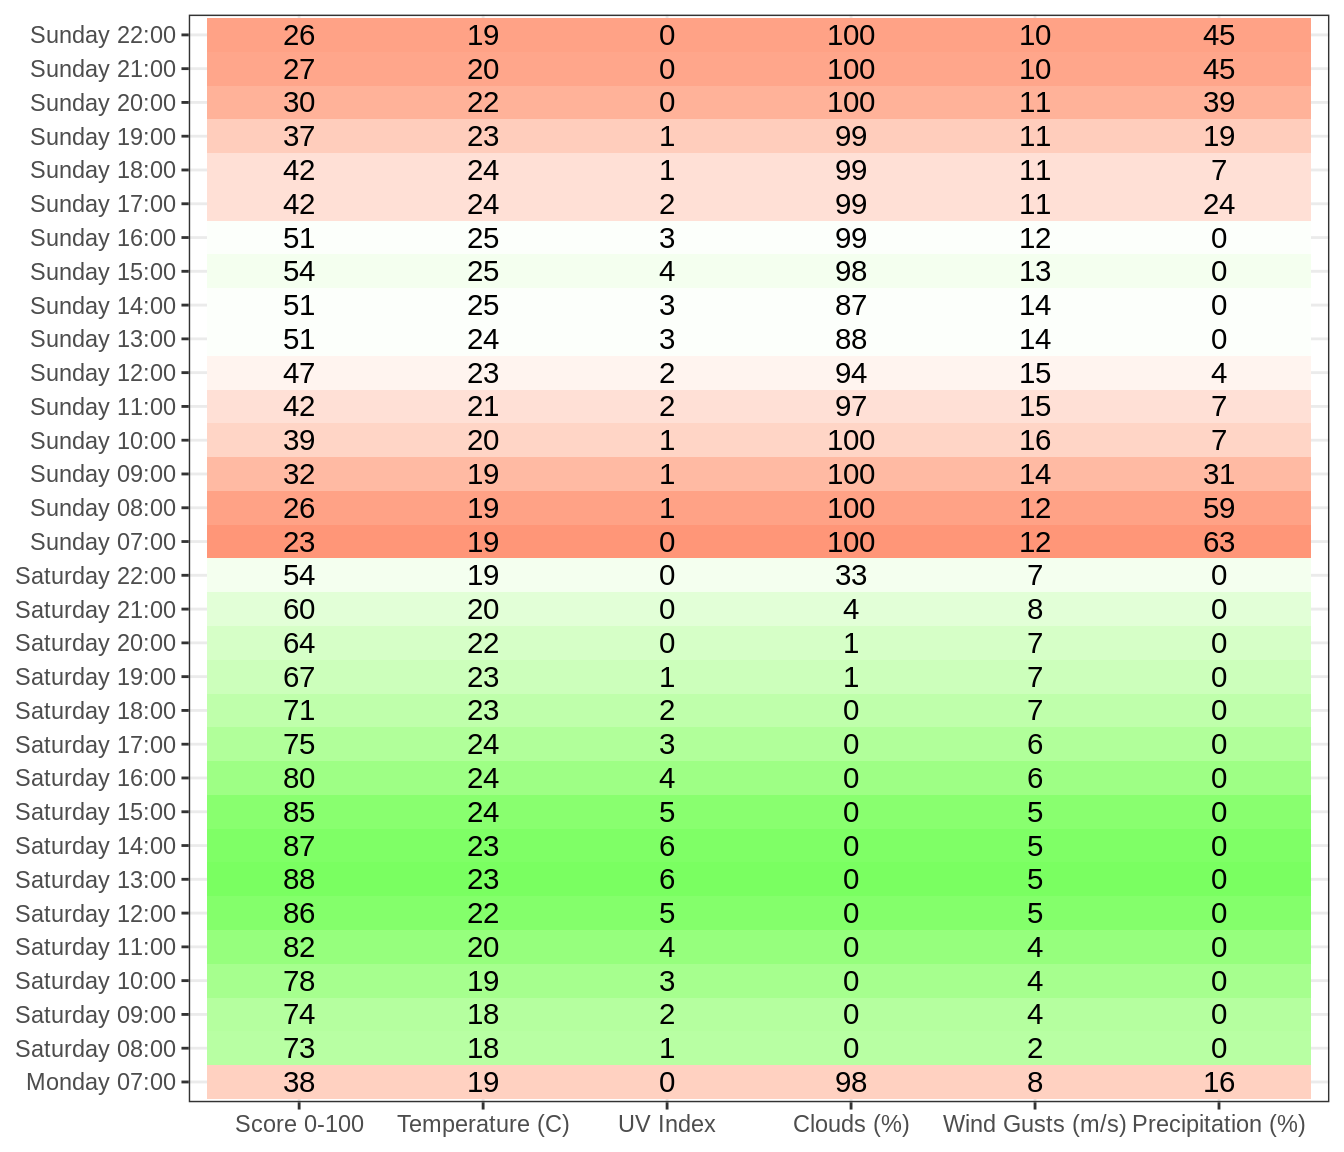 Sunday 22:00 26 19 0 100 10 45
Sunday 21:00 27 20 0 100 10 45
Sunday 20:00 30 22 0 100 11 39
Sunday 19:00 37 23 1 99 11 19
Sunday 18:00 42 24 1 99 11 7
Sunday 17:00 42 24 2 99 11 24
Sunday 16:00 51 25 3 99 12 0
Sunday 15:00 54 25 4 98 13 0
Sunday 14:00 51 25 3 87 14 0
Sunday 13:00 51 24 3 88 14 0
Sunday 12:00 47 23 2 94 15 4
Sunday 11:00 42 21 2 97 15 7
Sunday 10:00 39 20 1 100 16 7
Sunday 09:00 32 19 1 100 14 31
Sunday 08:00 26 19 1 100 12 59
Sunday 07:00 23 19 0 100 12 63
Saturday 22:00 54 19 0 33 7 0
Saturday 21:00 60 20 0 4 8 0
Saturday 20:00 64 22 0 1 7 0
Saturday 19:00 67 23 1 1 7 0
Saturday 18:00 71 23 2 0 7 0
Saturday 17:00 75 24 3 0 6 0
Saturday 16:00 80 24 4 0 6 0
Saturday 15:00 85 24 5 0 5 0
Saturday 14:00 87 23 6 0 5 0
Saturday 13:00 88 23 6 0 5 0
Saturday 12:00 86 22 5 0 5 0
Saturday 11:00 82 20 4 0 4 0
Saturday 10:00 78 19 3 0 4 0
Saturday 09:00 74 18 2 0 4 0
Saturday 08:00 73 18 1 0 2 0
Monday 07:00 38 19 0 98 8 16
Score 0-100 Temperature (C) UV Index Clouds (%) Wind Gusts (m/s) Precipitation (%)